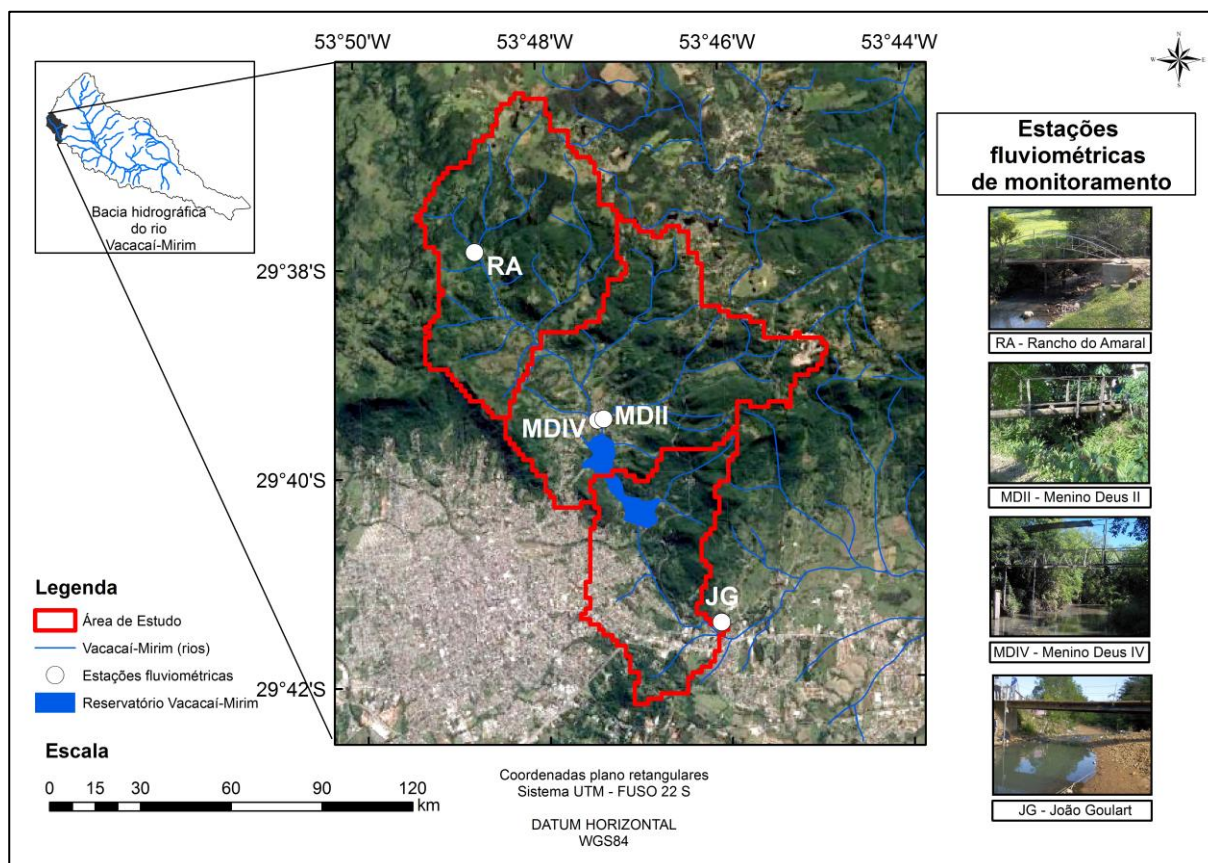 53°50'W
53°48'W
53°46'W
53°44'W
N
W
E
S
Bacia hidrográfica
do rio
Vacacaí-Mirim
Estações
fluviométricas
de monitoramento
RA
29°38'S
RA - Rancho do Amaral
MDIV
MDII
MDII - Menino Deus II
29°40'S
MDIV - Menino Deus IV
JG
29°42'S
JG - João Goulart
Legenda
Área de Estudo
Vacacaí-Mirim (rios)
Estações fluviométricas
Reservatório Vacacaí-Mirim
Escala
0 15 30 60 90 120
km
Coordenadas plano retangulares
Sistema UTM - FUSO 22 S
DATUM HORIZONTAL
WGS84